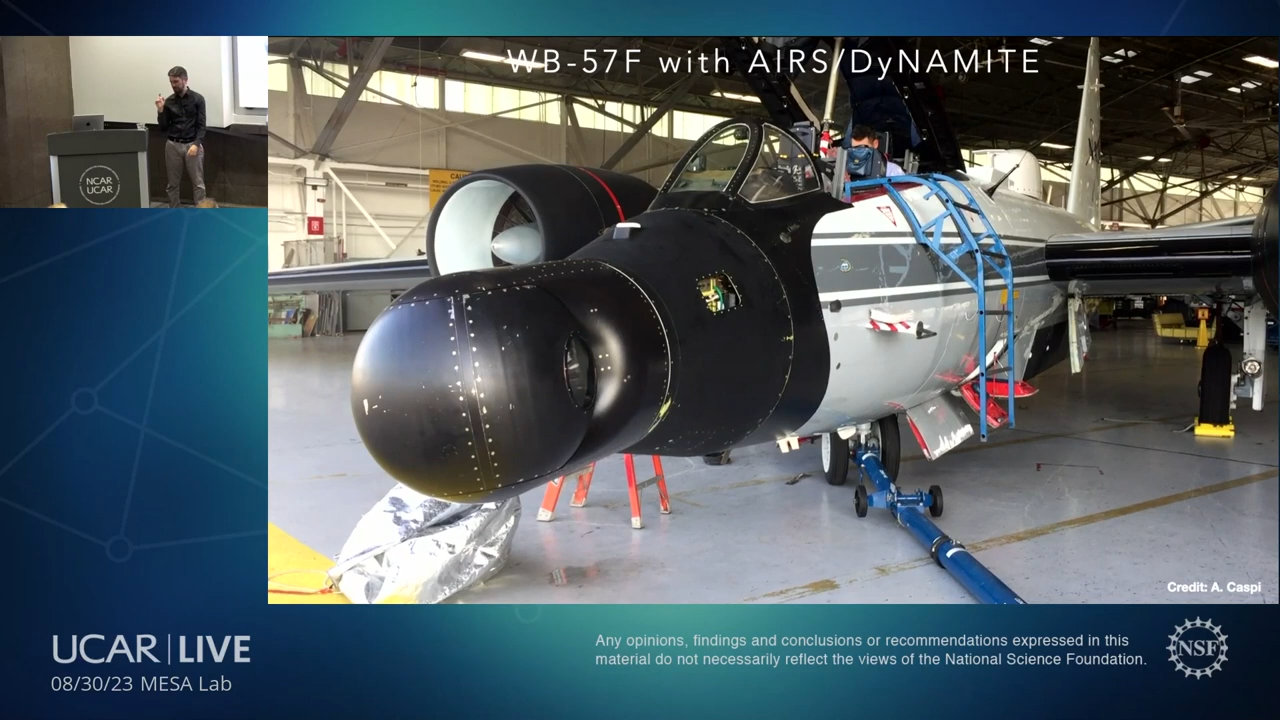 WB-57F with AIRS/DyNAMITE
NCAR
UCAR
Credit: A. Caspi
UCAR | LIVE
08/30/23 MESA Lab
Any opinions, findings and conclusions or recommendations expressed in this
material do not necessarily reflect the views of the National Science Foundation.
NSF